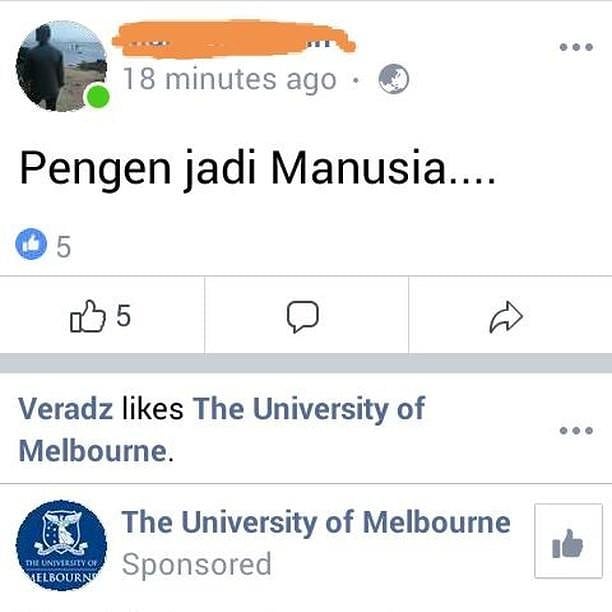 18 minutes ago
Pengen jadi Manusia....
5
5
Veradz likes The University of
Melbourne.
THE UNIVERSITY OF
MELBOURNE
The University of Melbourne
Sponsored